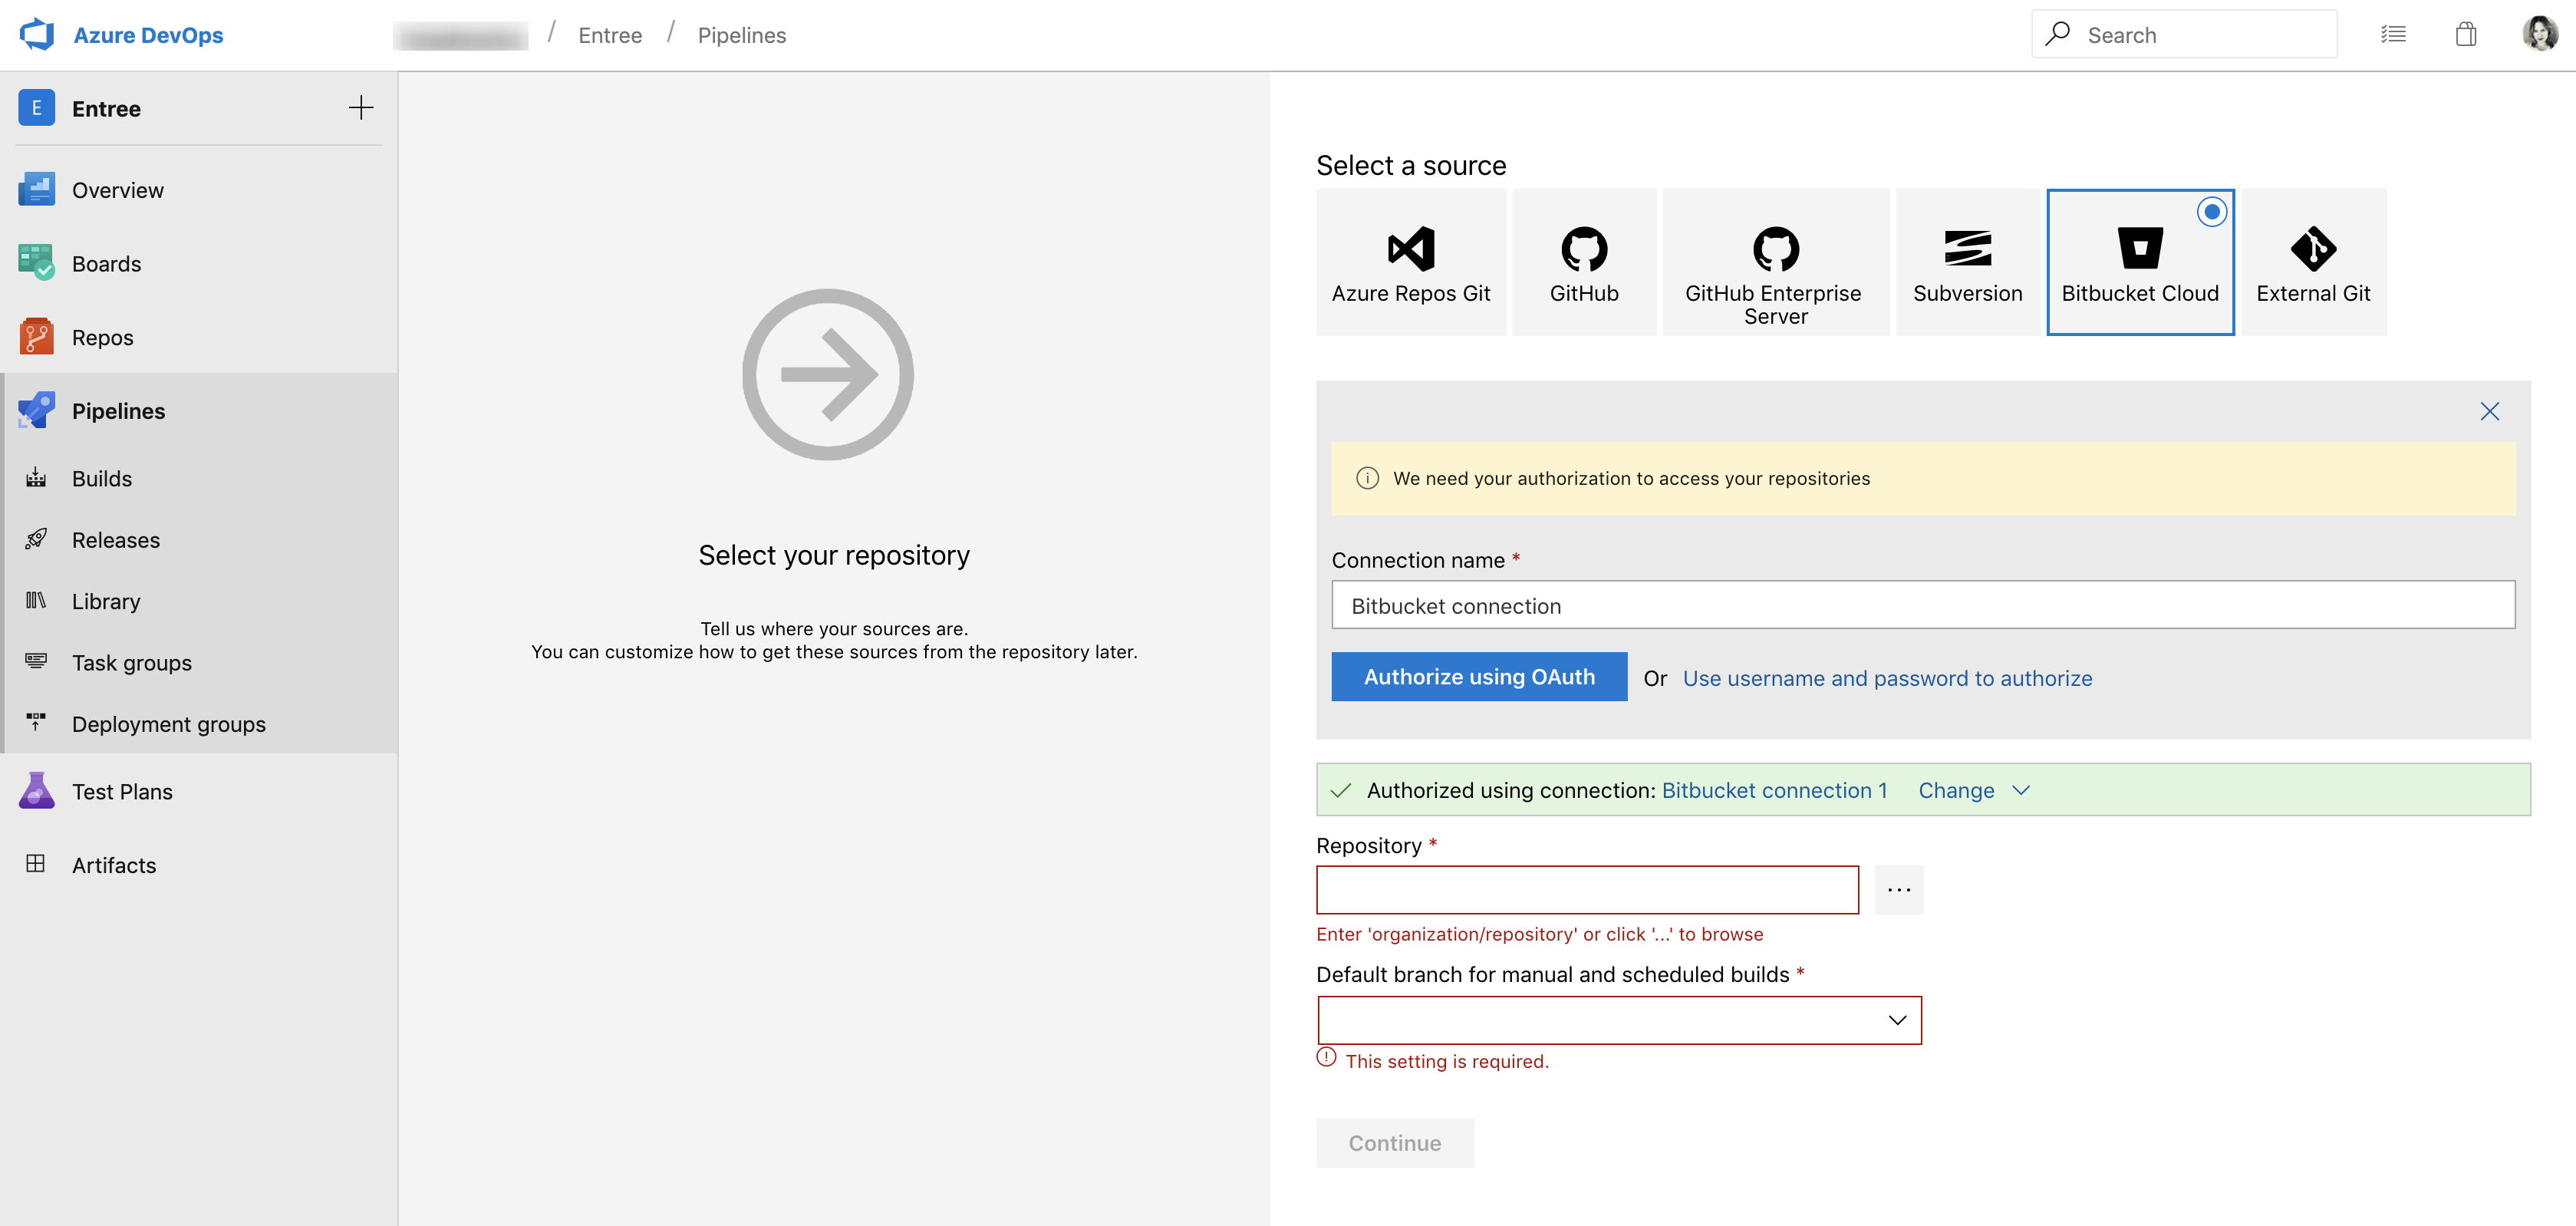 Azure DevOps
/ Entree / Pipelines
Search
E Entree
Overview
Boards
Repos
Pipelines
Builds
Releases
Library
Task groups
Deployment groups
Test Plans
Artifacts
Select your repository
Tell us where your sources are.
You can customize how to get these sources from the repository later.
Select a source
Azure Repos Git
GitHub
GitHub Enterprise
Server
Subversion
Bitbucket Cloud
External Git
We need your authorization to access your repositories
Connection name *
Bitbucket connection
Authorize using OAuth Or Use username and password to authorize
Authorized using connection: Bitbucket connection 1 Change
Repository *
...
Enter 'organization/repository' or click '...' to browse
Default branch for manual and scheduled builds *
This setting is required.
Continue